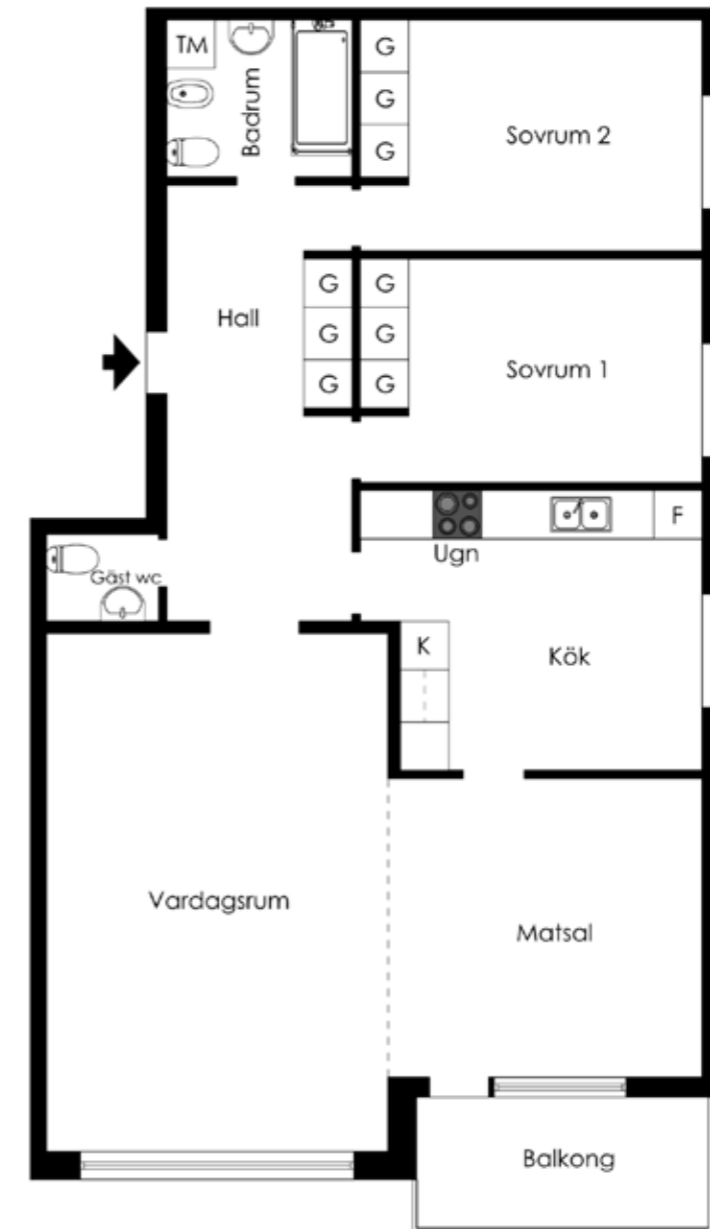 TM
Badrum
G
G
G
Sovrum 2
Hall
G
G
G
G
G
G
Sovrum 1
Gäst wc
Ugn
F
K
Kök
Vardagsrum
Matsal
Balkong